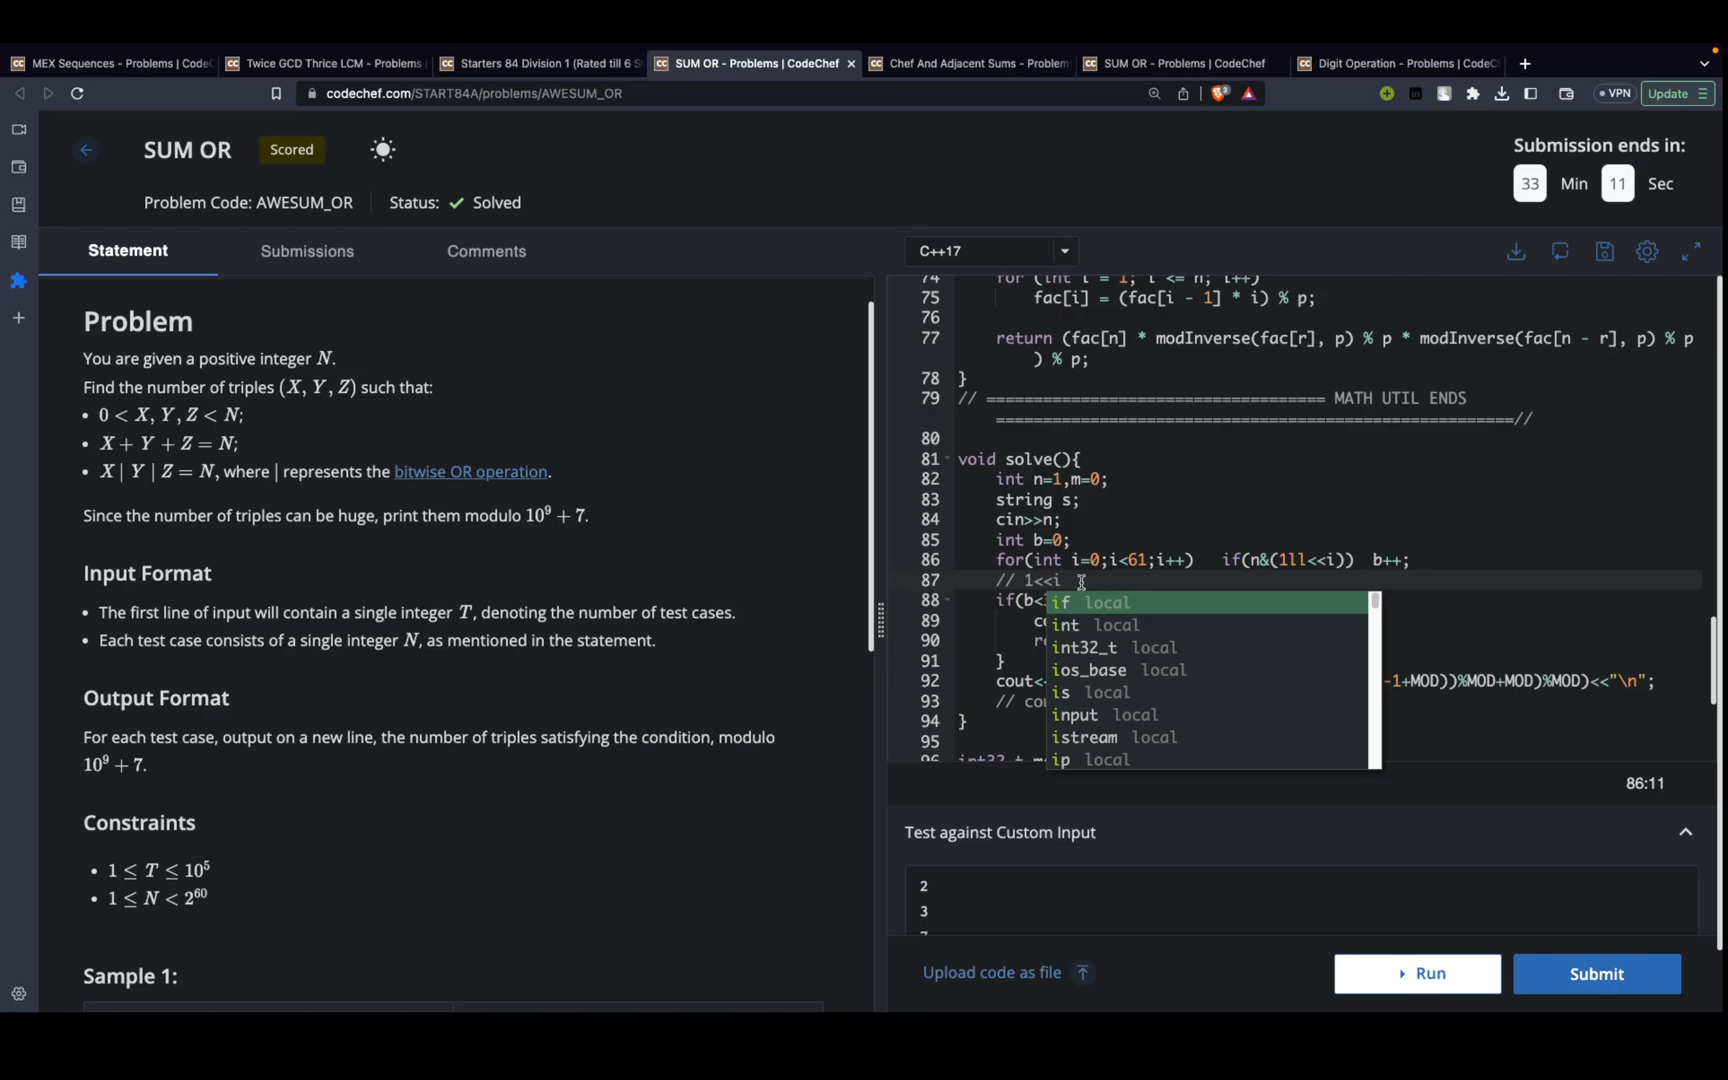 MEX Sequences - Problems | CodeC
Twice GCD Thrice LCM - Problems |
Starters 84 Division 1 (Rated till 6 S
SUM OR - Problems | CodeChef
Chef And Adjacent Sums - Problem
SUM OR - Problems | CodeChef
Digit Operation - Problems | CodeC
codechef.com/START84A/problems/AWESUM_OR
VPN
Update
SUM OR
Scored
Submission ends in:
33 Min 11 Sec
Problem Code: AWESUM_OR
Status: ✓ Solved
Statement
Submissions
Comments
C++17
Problem
You are given a positive integer N.
Find the number of triples (X, Y, Z) such that:
• 0 < X, Y, Z < N;
• X + Y + Z = N;
• X | Y | Z = N, where | represents the bitwise OR operation.
Since the number of triples can be huge, print them modulo 10^9 + 7.
Input Format
• The first line of input will contain a single integer T, denoting the number of test cases.
• Each test case consists of a single integer N, as mentioned in the statement.
Output Format
For each test case, output on a new line, the number of triples satisfying the condition, modulo
10^9 + 7.
Constraints
• 1 ≤ T ≤ 10^5
• 1 ≤ N < 2^60
Sample 1:
74 for (int i = 1; i <= n; i++)
75 fac[i] = (fac[i - 1] * i) % p;
76
77 return (fac[n] * modInverse(fac[r], p) % p * modInverse(fac[n - r], p) % p
) % p;
78 }
79 // ==================================== MATH UTIL ENDS
=======================================================//
80
81 void solve(){
82 int n=1,m=0;
83 string s;
84 cin>>n;
85 int b=0;
86 for(int i=0;i<61;i++) if(n&(1ll<<i)) b++;
87 // 1<<i
88 if(b<
89 co
90 re
91 }
92 cout<< -1+MOD))%MOD+MOD)%MOD)<<"\n";
93 // cou
94 }
95
96 int32_t m
if local
int local
int32_t local
ios_base local
is local
input local
istream local
ip local
86:11
Test against Custom Input
2
3
7
Upload code as file
Run
Submit